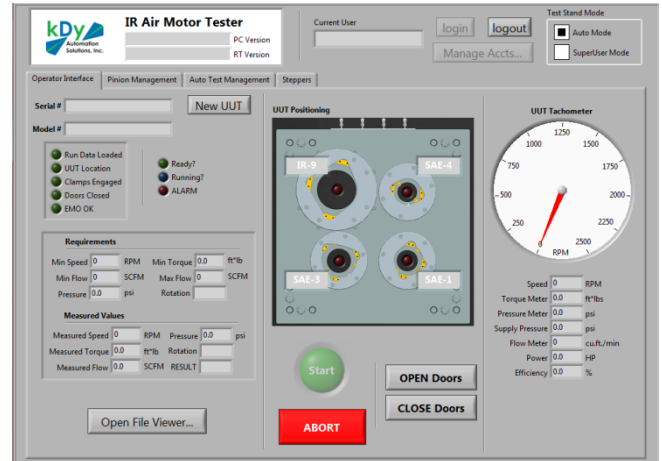 kDy
Automation
Solutions, Inc.
IR Air Motor Tester
PC Version
RT Version
Current User
login
logout
Manage Accts...
Test Stand Mode
Auto Mode
SuperUser Mode
Operator Interface
Pinion Management
Auto Test Management
Steppers
Serial #
New UUT
Model #
Run Data Loaded
UUT Location
Clamps Engaged
Doors Closed
EMO OK
Ready?
Running?
ALARM
Requirements
Min Speed 0 RPM Min Torque 0.0 ft*lb
Min Flow 0 SCFM Max Flow 0 SCFM
Pressure 0.0 psi Rotation
Measured Values
Measured Speed 0 RPM Pressure 0.0 psi
Measured Torque 0.0 ft*lb Rotation
Measured Flow 0.0 SCFM RESULT
Open File Viewer...
UUT Positioning
IR-9
SAE-4
SAE-3
SAE-1
Start
ABORT
OPEN Doors
CLOSE Doors
UUT Tachometer
0
250
500
750
1000
1250
1500
1750
2000
2250
2500
RPM
Speed 0 RPM
Torque Meter 0.0 ft*lbs
Pressure Meter 0.0 psi
Supply Pressure 0.0 psi
Flow Meter 0 cu.ft./min
Power 0.0 HP
Efficiency 0.0 %